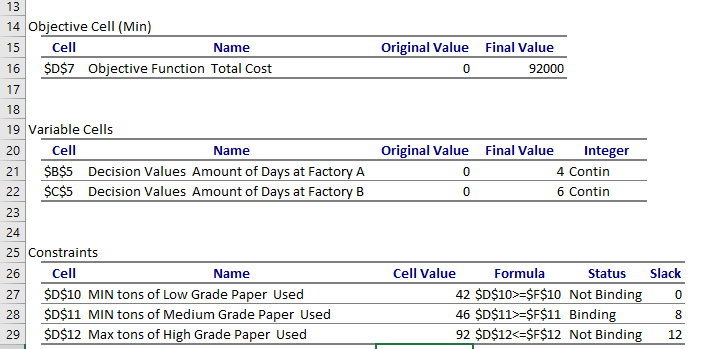 13
14 Objective Cell (Min)
15 Cell Name Original Value Final Value
16 $D$7 Objective Function Total Cost 0 92000
17
18
19 Variable Cells
20 Cell Name Original Value Final Value Integer
21 $B$5 Decision Values Amount of Days at Factory A 0 4 Contin
22 $C$5 Decision Values Amount of Days at Factory B 0 6 Contin
23
24
25 Constraints
26 Cell Name Cell Value Formula Status Slack
27 $D$10 MIN tons of Low Grade Paper Used 42 $D$10>=$F$10 Not Binding 0
28 $D$11 MIN tons of Medium Grade Paper Used 46 $D$11>=$F$11 Binding 8
29 $D$12 Max tons of High Grade Paper Used 92 $D$12<=$F$12 Not Binding 12